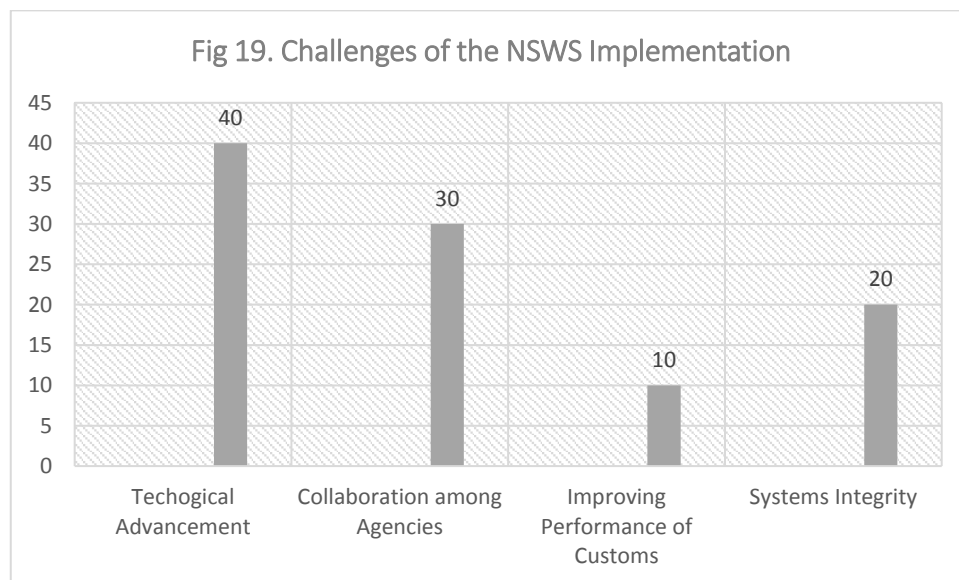 Fig 19. Challenges of the NSWS Implementation
45
40
35
30
25
20
15
10
5
0
40
30
10
20
Techogical
Advancement
Collaboration among
Agencies
Improving
Performance of
Customs
Systems Integrity